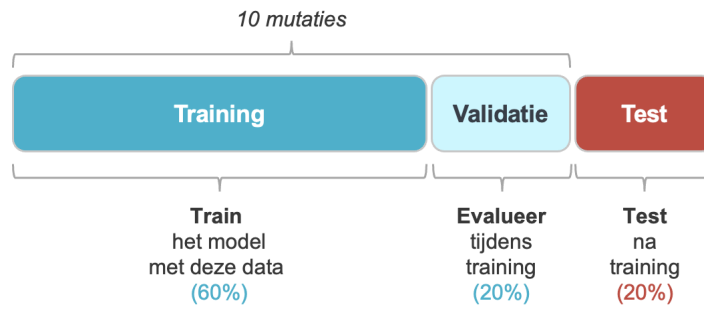 10 mutaties
Training
Validatie
Test
Train
het model
met deze data
(60%)
Evalueer
tijdens
training
(20%)
Test
na
training
(20%)